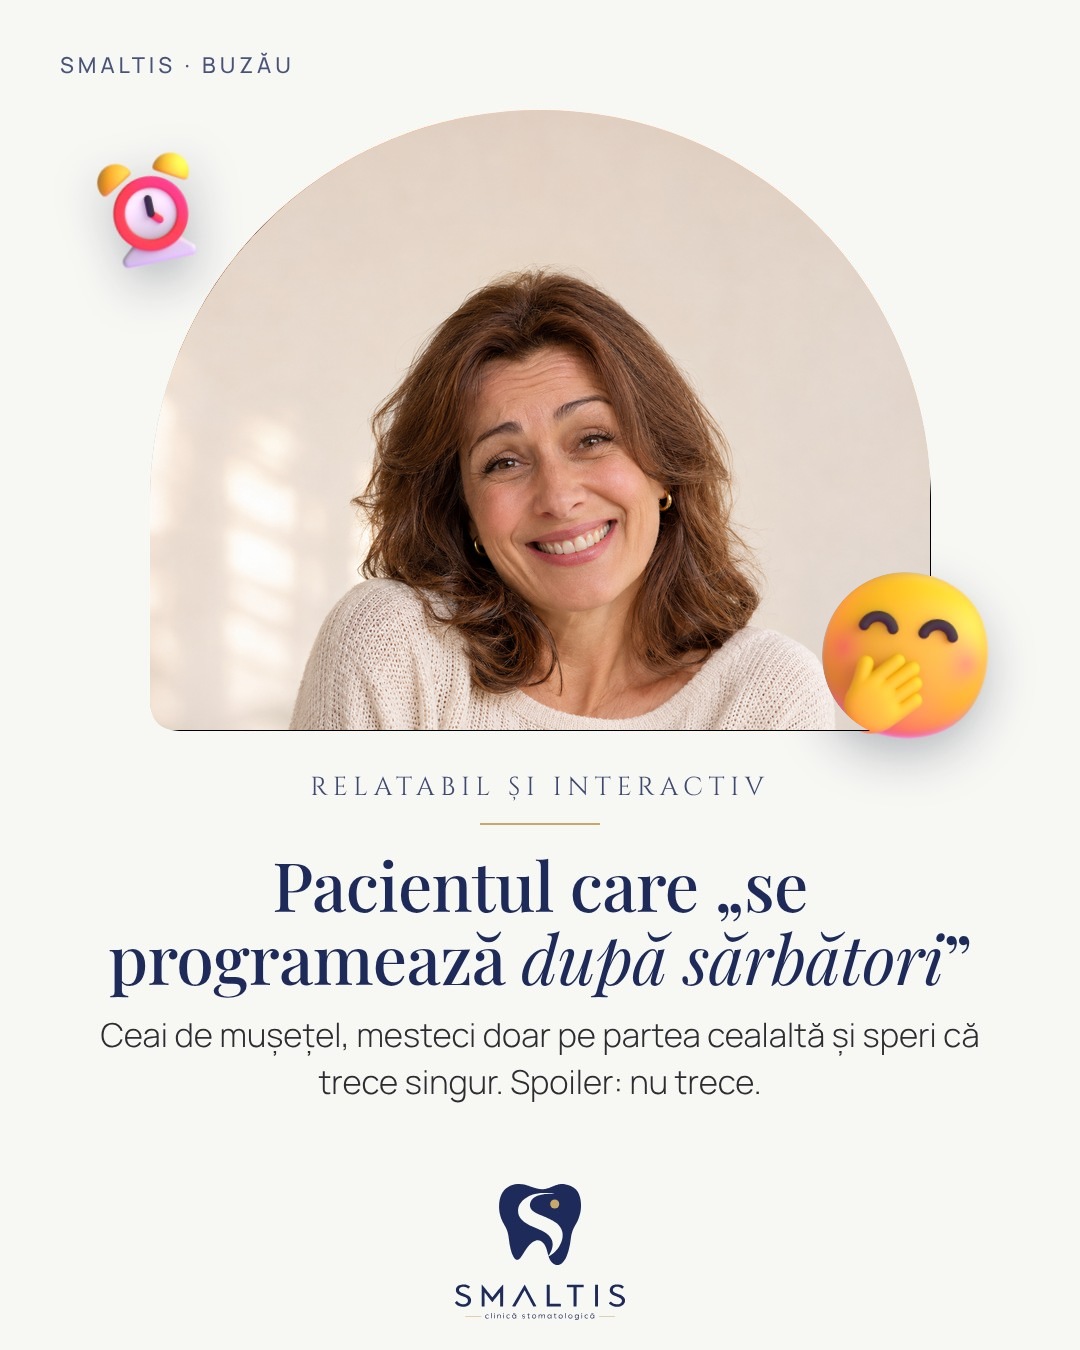 SMALTIS · BUZĂU
RELATABIL ȘI INTERACTIV
Pacientul care „se
programează după sărbători”
Ceai de mușețel, mesteci doar pe partea cealaltă și speri că
trece singur. Spoiler: nu trece.
SMALTIS
clinică stomatologică